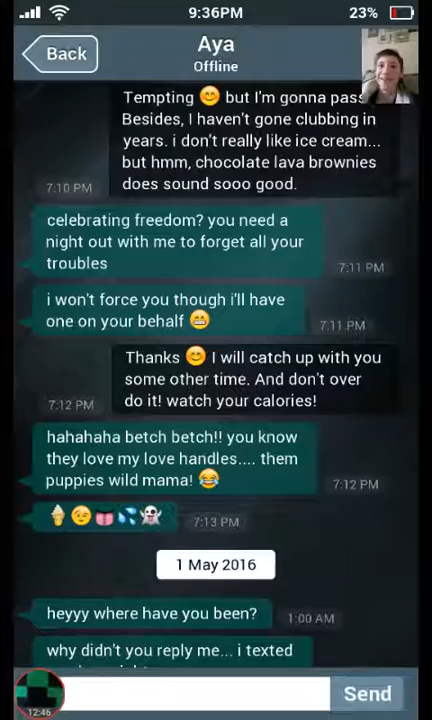 9:36PM
23%
Back
Aya
Offline
Tempting 😊 but I'm gonna pass
Besides, I haven't gone clubbing in
years. i don't really like ice cream...
but hmm, chocolate lava brownies
does sound sooo good.
7:10 PM
celebrating freedom? you need a
night out with me to forget all your
troubles
7:11 PM
i won't force you though i'll have
one on your behalf 😁
7:11 PM
Thanks 😊 I will catch up with you
some other time. And don't over
do it! watch your calories!
7:12 PM
hahahaha betch betch!! you know
they love my love handles.... them
puppies wild mama! 😂
7:12 PM
🍦😉👅💦👻
7:13 PM
1 May 2016
heyyy where have you been?
1:00 AM
why didn't you reply me... i texted
12:46
Send